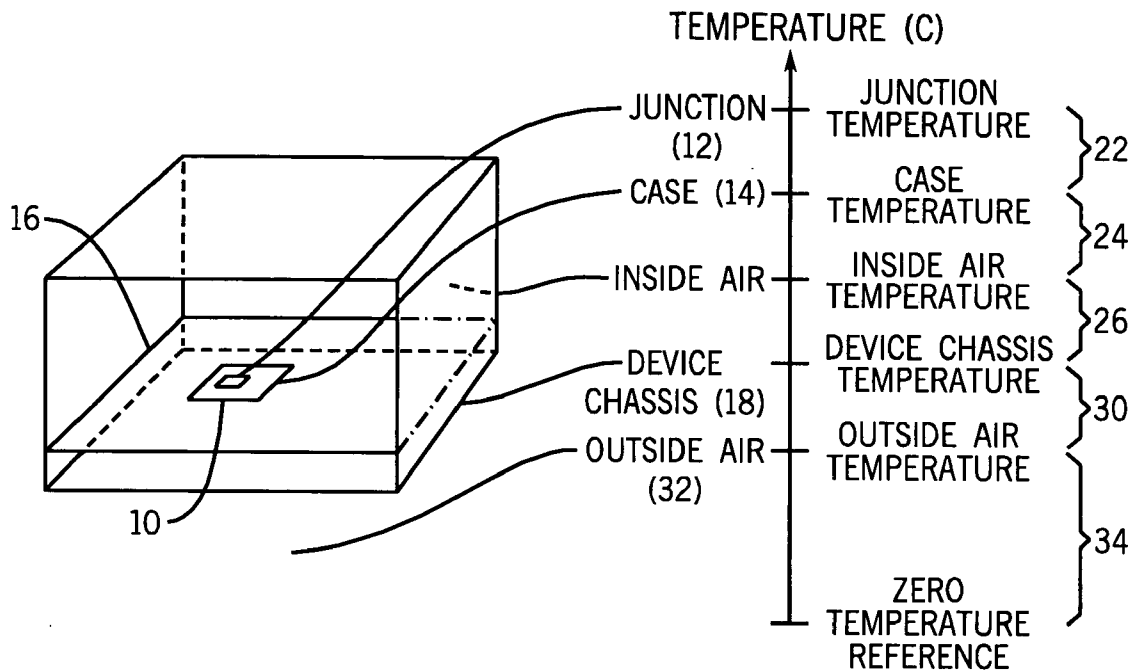 TEMPERATURE (C)
JUNCTION
(12)
JUNCTION
TEMPERATURE
22
CASE (14)
CASE
TEMPERATURE
16
24
INSIDE AIR
INSIDE AIR
TEMPERATURE
26
DEVICE
CHASSIS (18)
DEVICE CHASSIS
TEMPERATURE
30
OUTSIDE AIR
(32)
OUTSIDE AIR
TEMPERATURE
10
34
ZERO
TEMPERATURE
REFERENCE